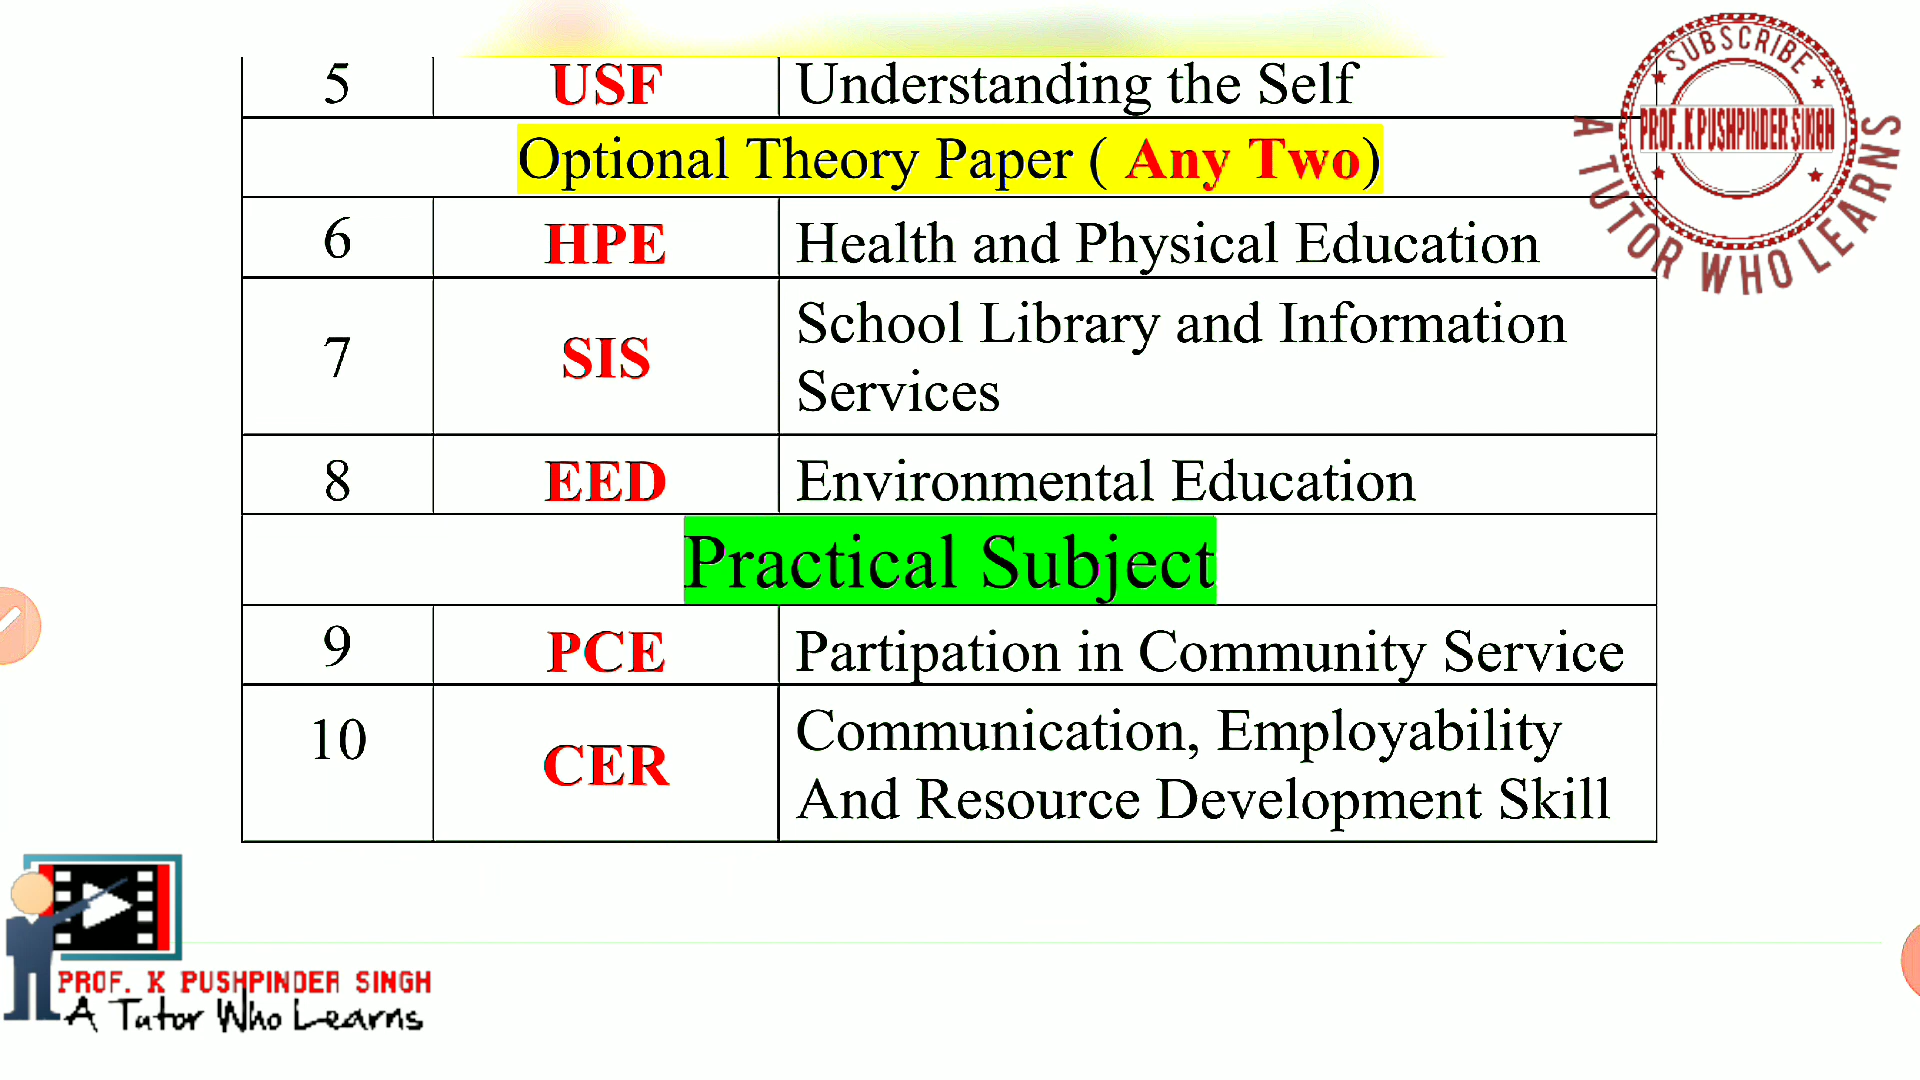 5 USF Understanding the Self
Optional Theory Paper ( Any Two)
6 HPE Health and Physical Education
7 SIS School Library and Information
Services
8 EED Environmental Education
Practical Subject
9 PCE Partipation in Community Service
10 CER Communication, Employability
And Resource Development Skill
SUBSCRIBE
PROF. K PUSHPINDER SINGH
A TUTOR WHO LEARNS
PROF. K PUSHPINDER SINGH
A Tutor Who Learns